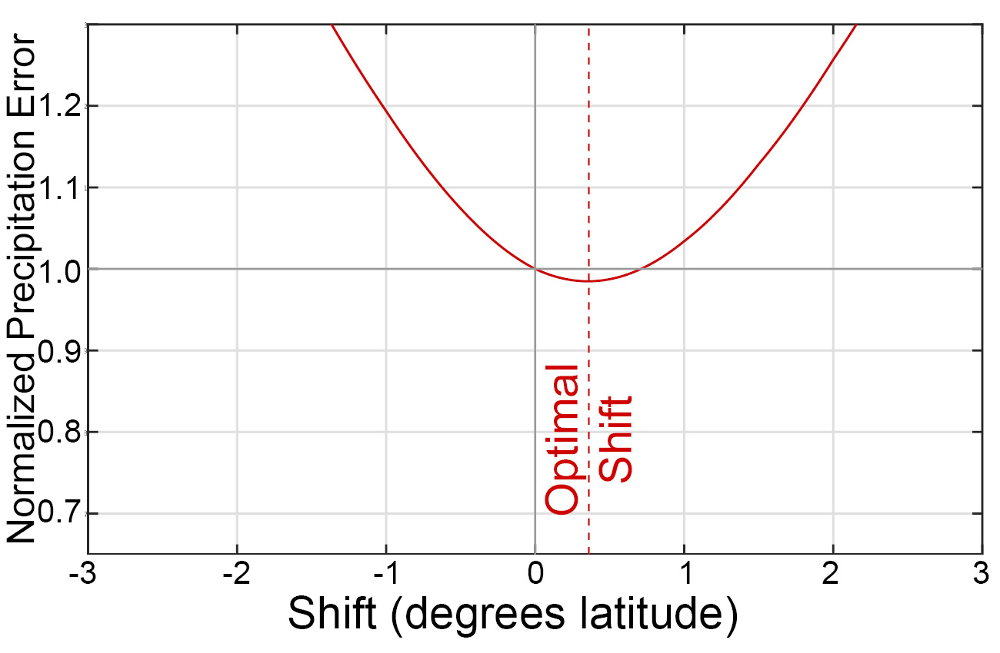 Normalized Precipitation Error
1.2
1.1
1.0
0.9
0.8
0.7
Optimal
Shift
-3 -2 -1 0 1 2 3
Shift (degrees latitude)